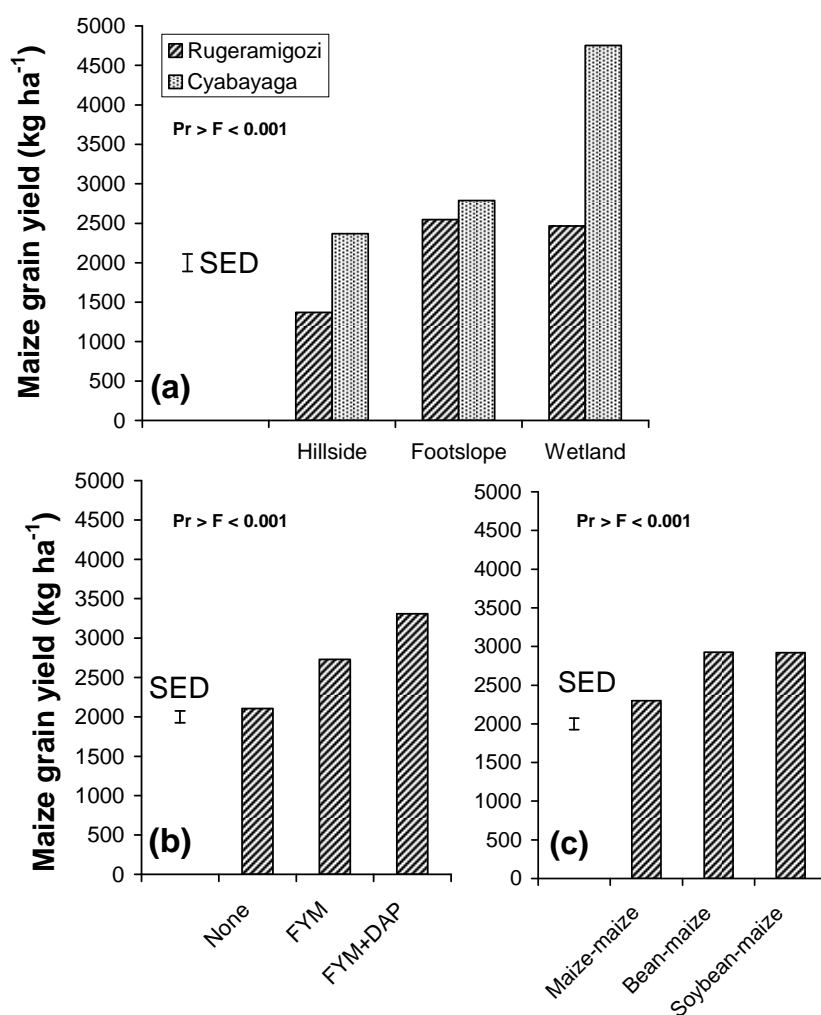 Maize grain yield (kg ha⁻¹)
5000
4500
4000
3500
3000
2500
2000
1500
1000
500
0
Rugeramigozi
Cyabayaga
Pr > F < 0.001
SED
(a)
Hillside Footslope Wetland
Maize grain yield (kg ha⁻¹)
5000
4500
4000
3500
3000
2500
2000
1500
1000
500
0
Pr > F < 0.001
SED
(b)
None FYM FYM+DAP
5000
4500
4000
3500
3000
2500
2000
1500
1000
500
0
Pr > F < 0.001
SED
(c)
Maize-maize Bean-maize Soybean-maize